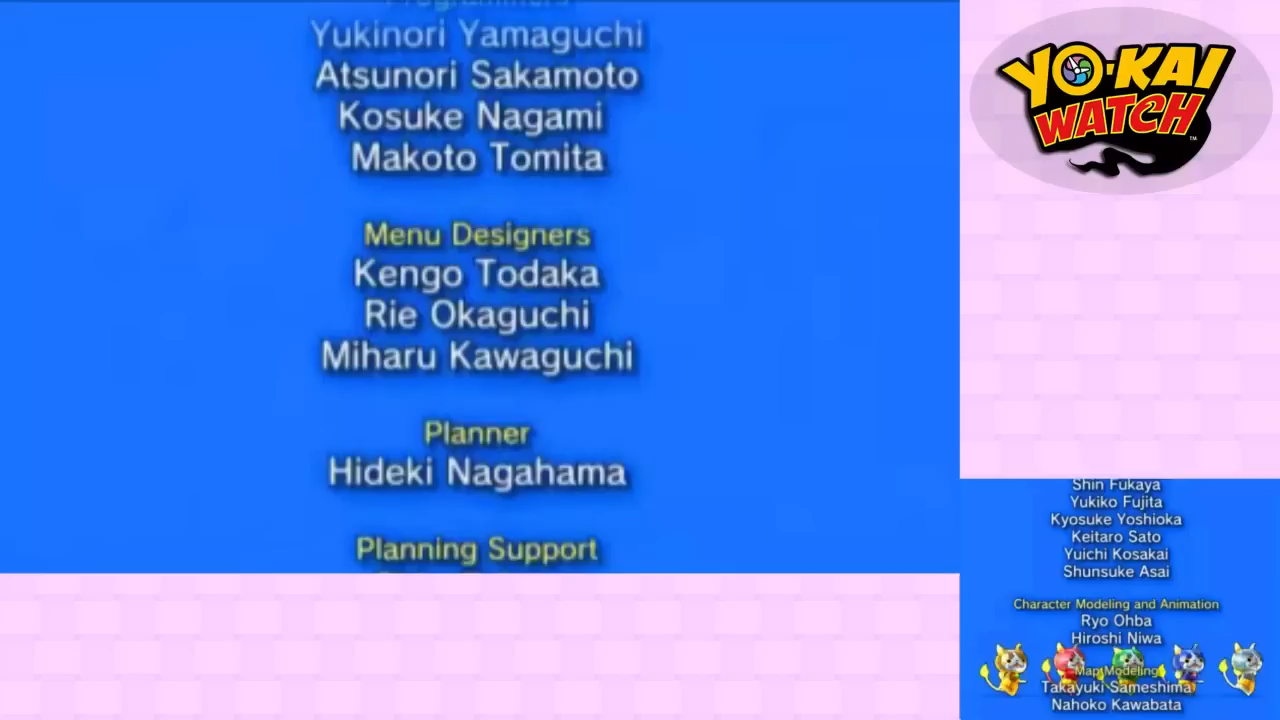 Programmers
Yukinori Yamaguchi
Atsunori Sakamoto
Kosuke Nagami
Makoto Tomita
Menu Designers
Kengo Todaka
Rie Okaguchi
Miharu Kawaguchi
Planner
Hideki Nagahama
Planning Support
YO-KAI
WATCH™
Shin Fukaya
Yukiko Fujita
Kyosuke Yoshioka
Keitaro Sato
Yuichi Kosakai
Shunsuke Asai
Character Modeling and Animation
Ryo Ohba
Hiroshi Niwa
Map Modeling
Takayuki Sameshima
Nahoko Kawabata